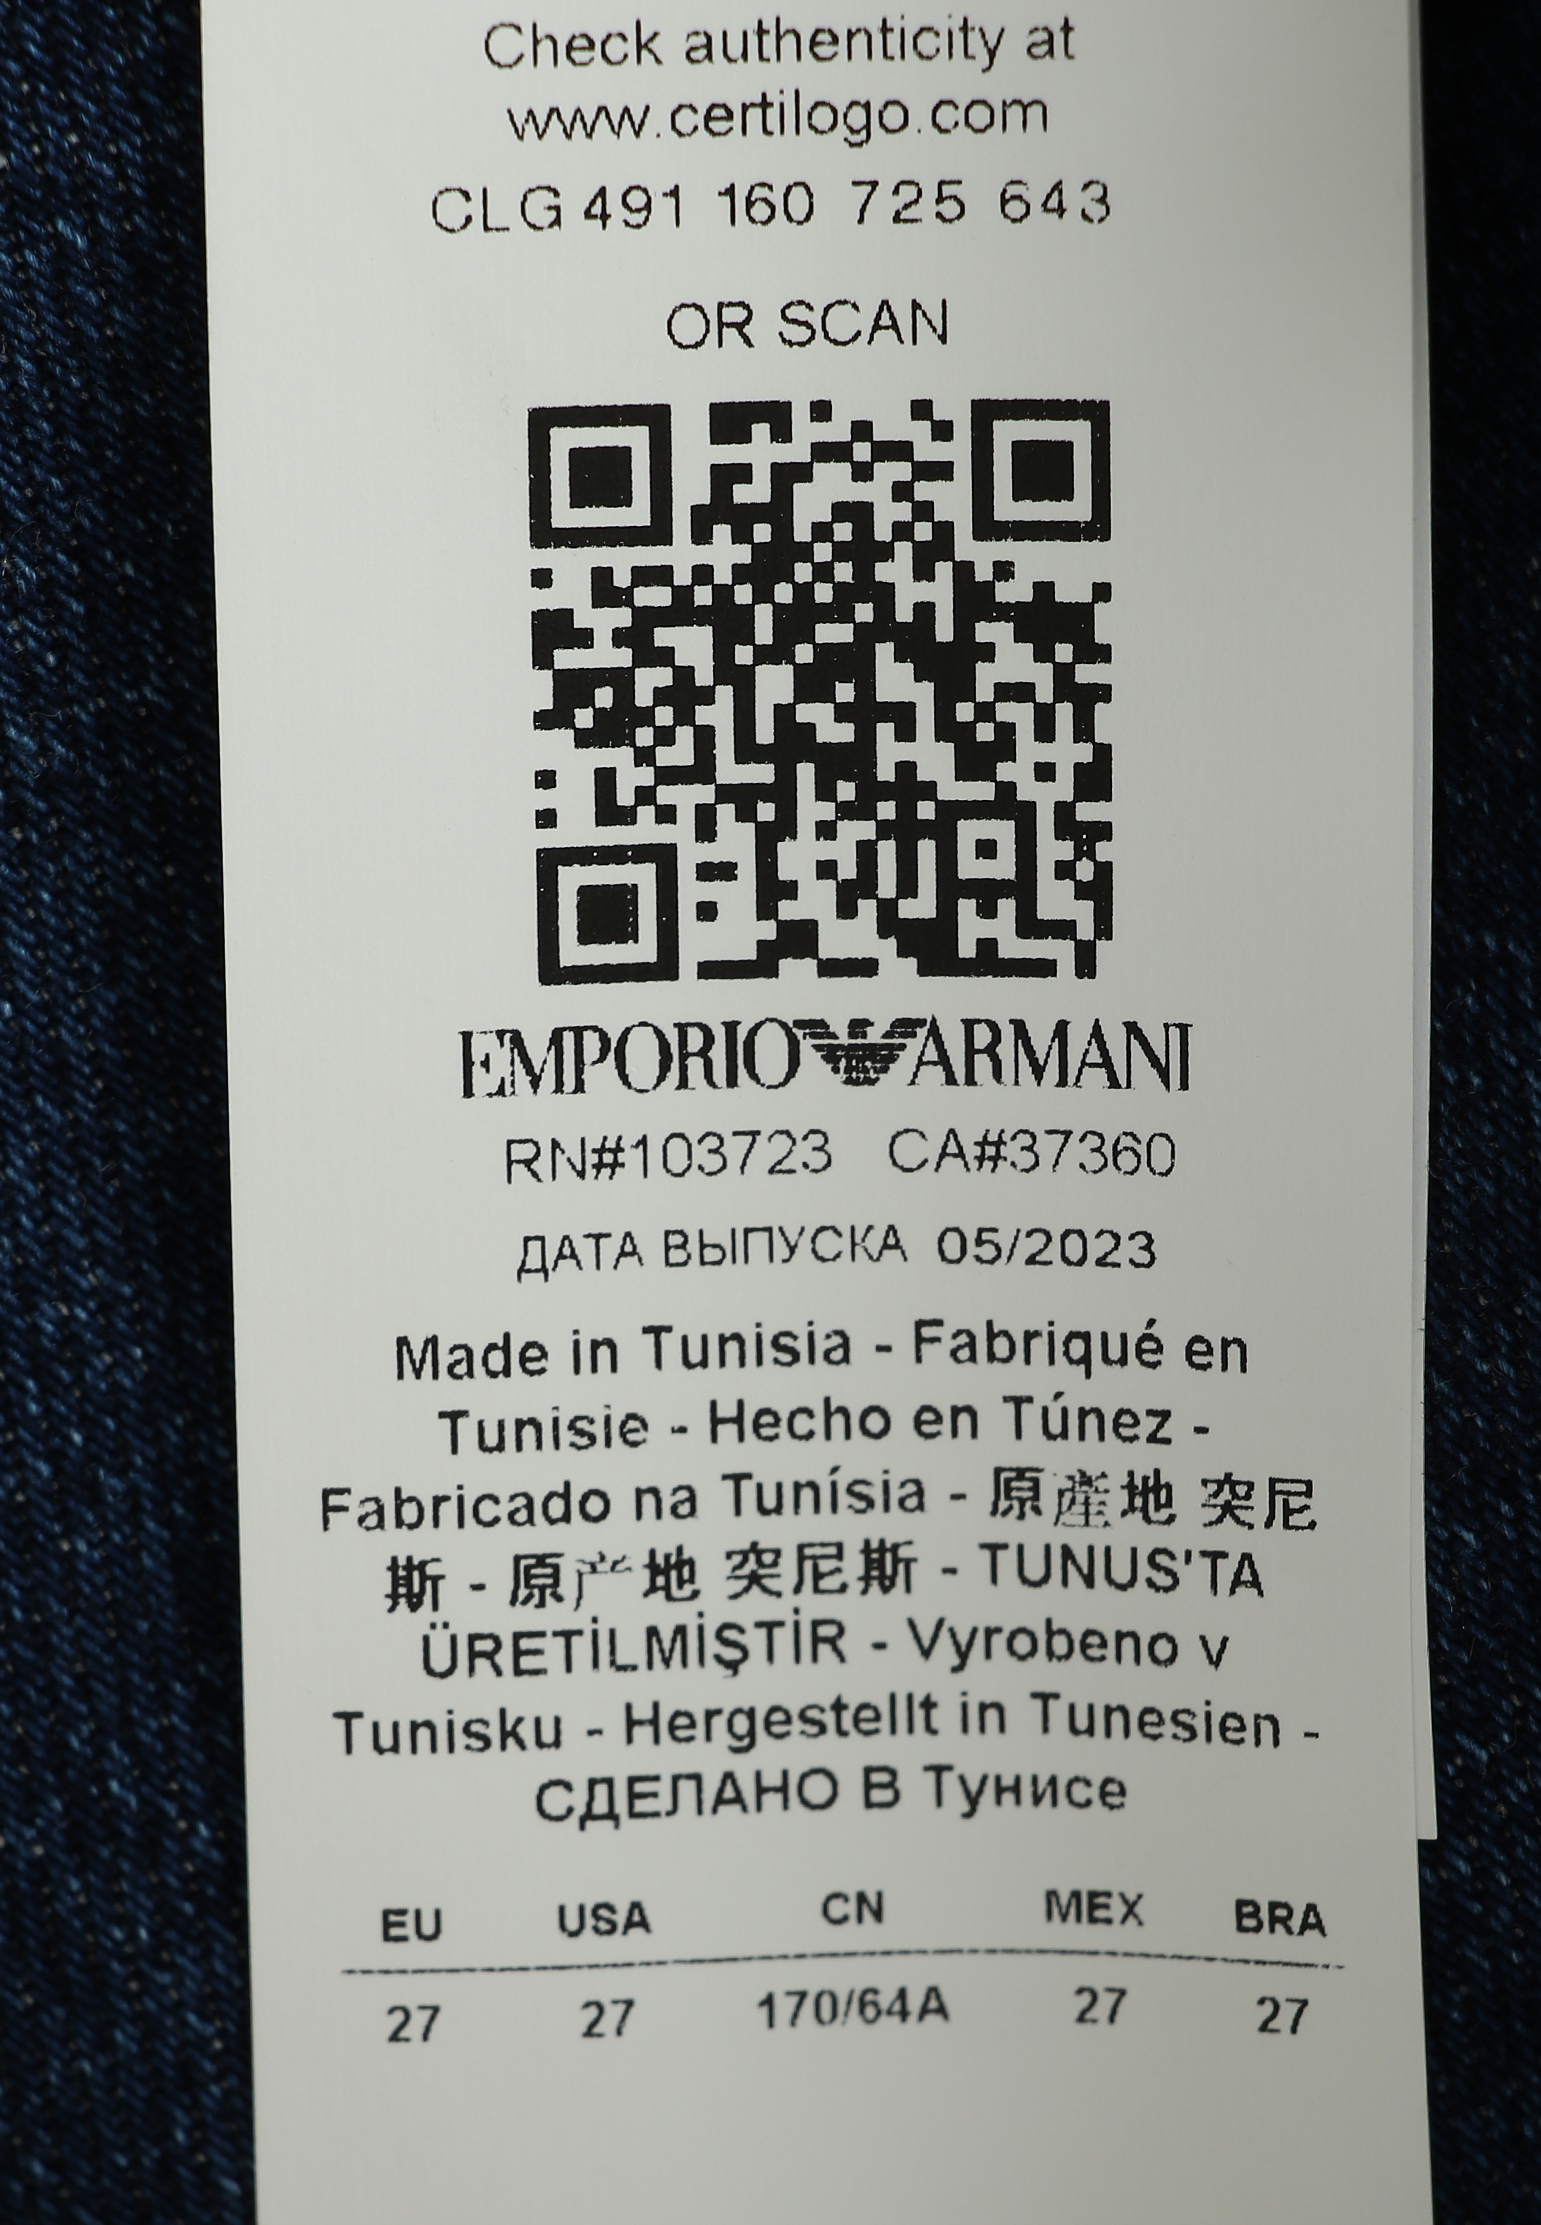 Check authenticity at
www.certilogo.com
CLG 491 160 725 643
OR SCAN
EMPORIO ARMANI
RN#103723 CA#37360
ДАТА ВЫПУСКА 05/2023
Made in Tunisia - Fabriqué en
Tunisie - Hecho en Túnez -
Fabricado na Tunísia - 原產地 突尼
斯 - 原产地 突尼斯 - TUNUS'TA
ÜRETİLMİŞTİR - Vyrobeno v
Tunisku - Hergestellt in Tunesien -
СДЕЛАНО В Тунисе
EU USA CN MEX BRA
27 27 170/64A 27 27